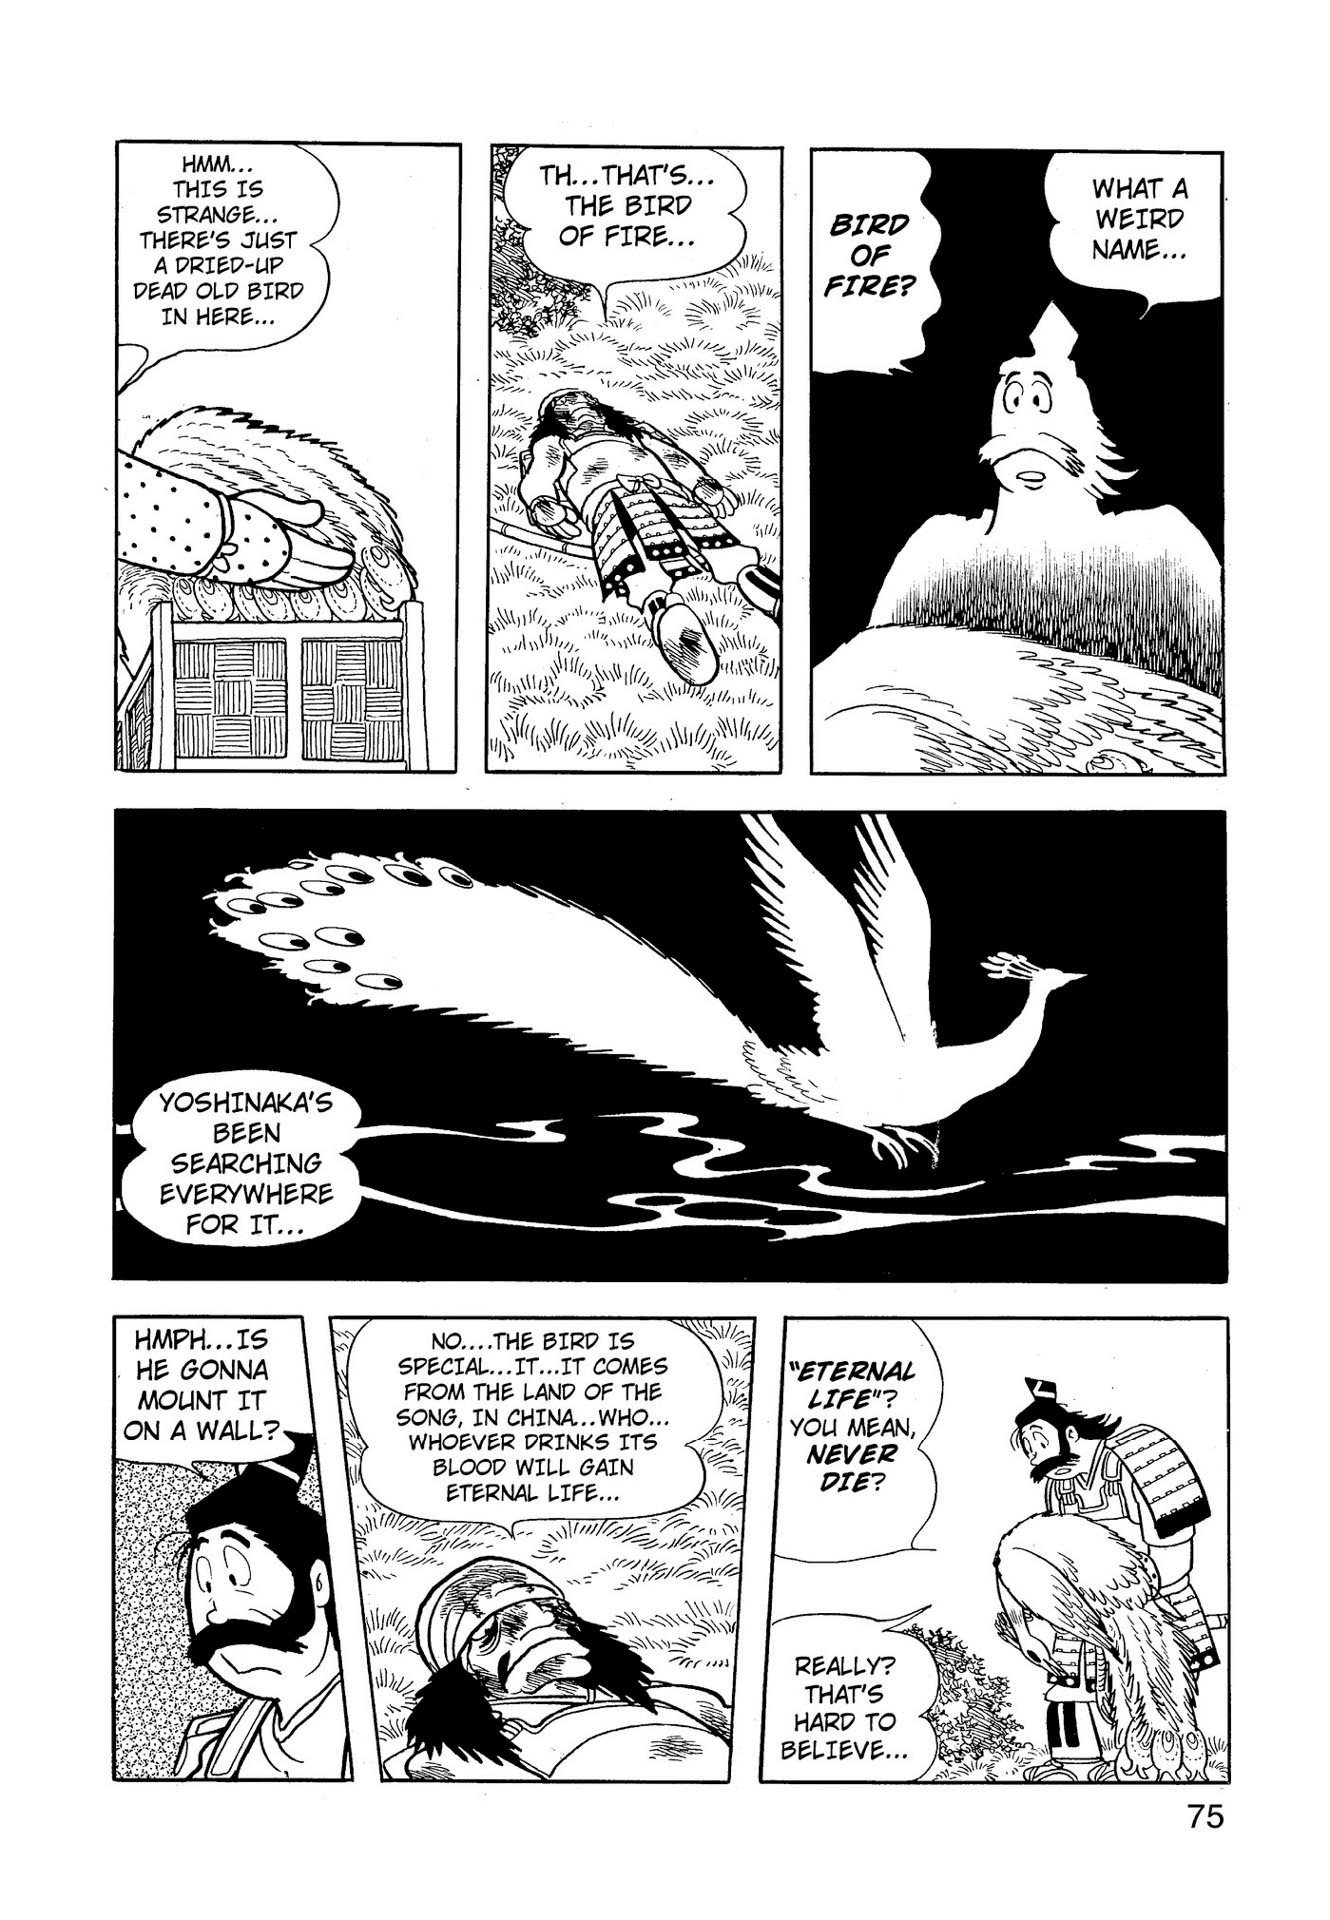 HMM...
THIS IS
STRANGE...
THERE'S JUST
A DRIED-UP
DEAD OLD BIRD
IN HERE...
TH...THAT'S...
THE BIRD
OF FIRE...
BIRD
OF
FIRE?
WHAT A
WEIRD
NAME...
YOSHINAKA'S
BEEN
SEARCHING
EVERYWHERE
FOR IT...
HMPH...IS
HE GONNA
MOUNT IT
ON A WALL?
NO....THE BIRD IS
SPECIAL...IT...IT COMES
FROM THE LAND OF THE
SONG, IN CHINA...WHO...
WHOEVER DRINKS ITS
BLOOD WILL GAIN
ETERNAL LIFE...
"ETERNAL
LIFE"?
YOU MEAN,
NEVER
DIE?
REALLY?
THAT'S
HARD TO
BELIEVE...
75